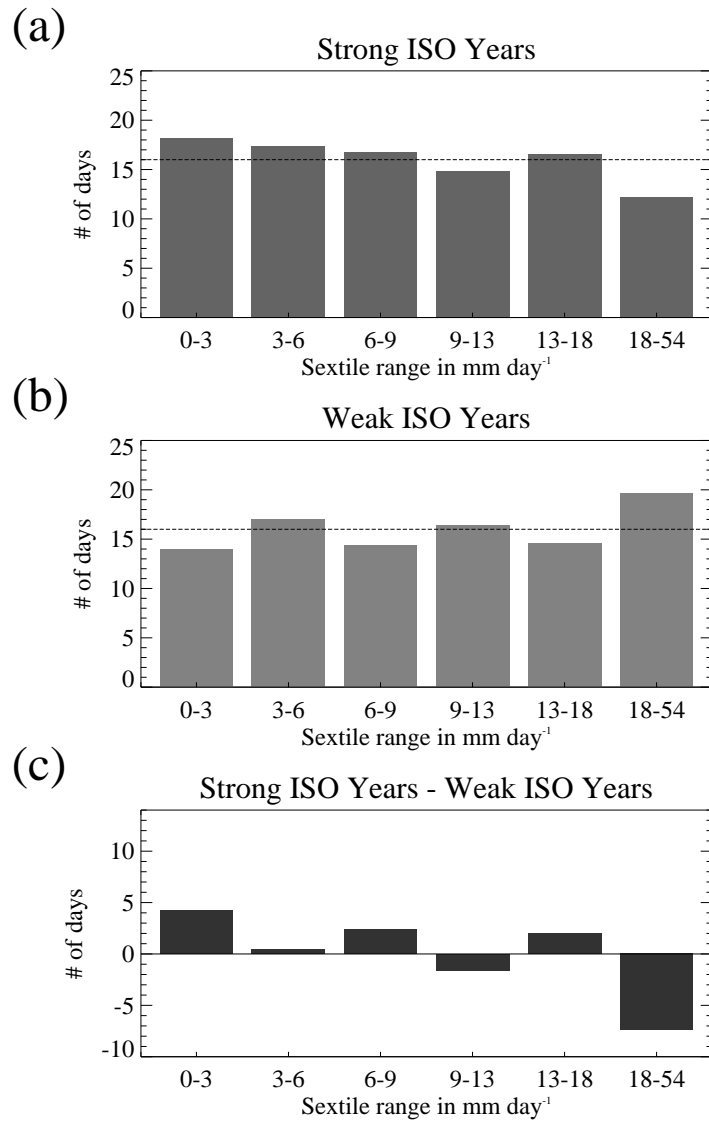 (a)
Strong ISO Years
25
20
15
10
5
0
# of days
0-3 3-6 6-9 9-13 13-18 18-54
Sextile range in mm day⁻¹
(b)
Weak ISO Years
25
20
15
10
5
0
# of days
0-3 3-6 6-9 9-13 13-18 18-54
Sextile range in mm day⁻¹
(c)
Strong ISO Years - Weak ISO Years
10
5
0
-5
-10
# of days
0-3 3-6 6-9 9-13 13-18 18-54
Sextile range in mm day⁻¹